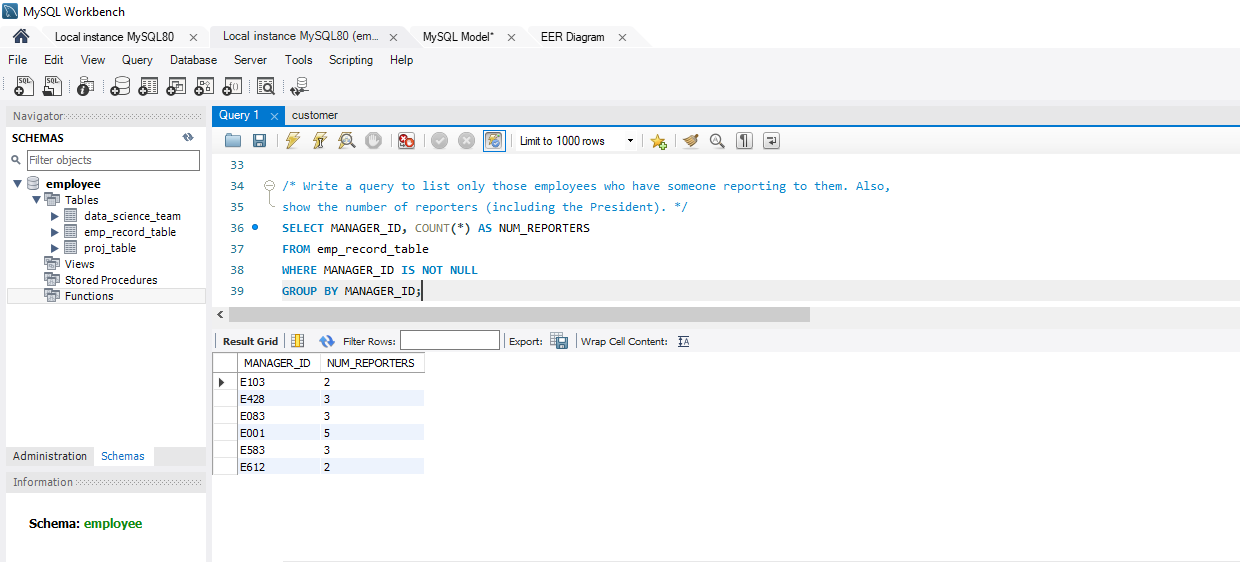 MySQL Workbench
Local instance MySQL80 Local instance MySQL80 (em... MySQL Model* EER Diagram
File Edit View Query Database Server Tools Scripting Help
Navigator
SCHEMAS
Filter objects
employee
Tables
data_science_team
emp_record_table
proj_table
Views
Stored Procedures
Functions
Administration Schemas
Information
Schema: employee
Query 1 customer
Limit to 1000 rows
33
34 /* Write a query to list only those employees who have someone reporting to them. Also,
35 show the number of reporters (including the President). */
36 SELECT MANAGER_ID, COUNT(*) AS NUM_REPORTERS
37 FROM emp_record_table
38 WHERE MANAGER_ID IS NOT NULL
39 GROUP BY MANAGER_ID;
Result Grid Filter Rows: Export: Wrap Cell Content:
MANAGER_ID NUM_REPORTERS
E103 2
E428 3
E083 3
E001 5
E583 3
E612 2